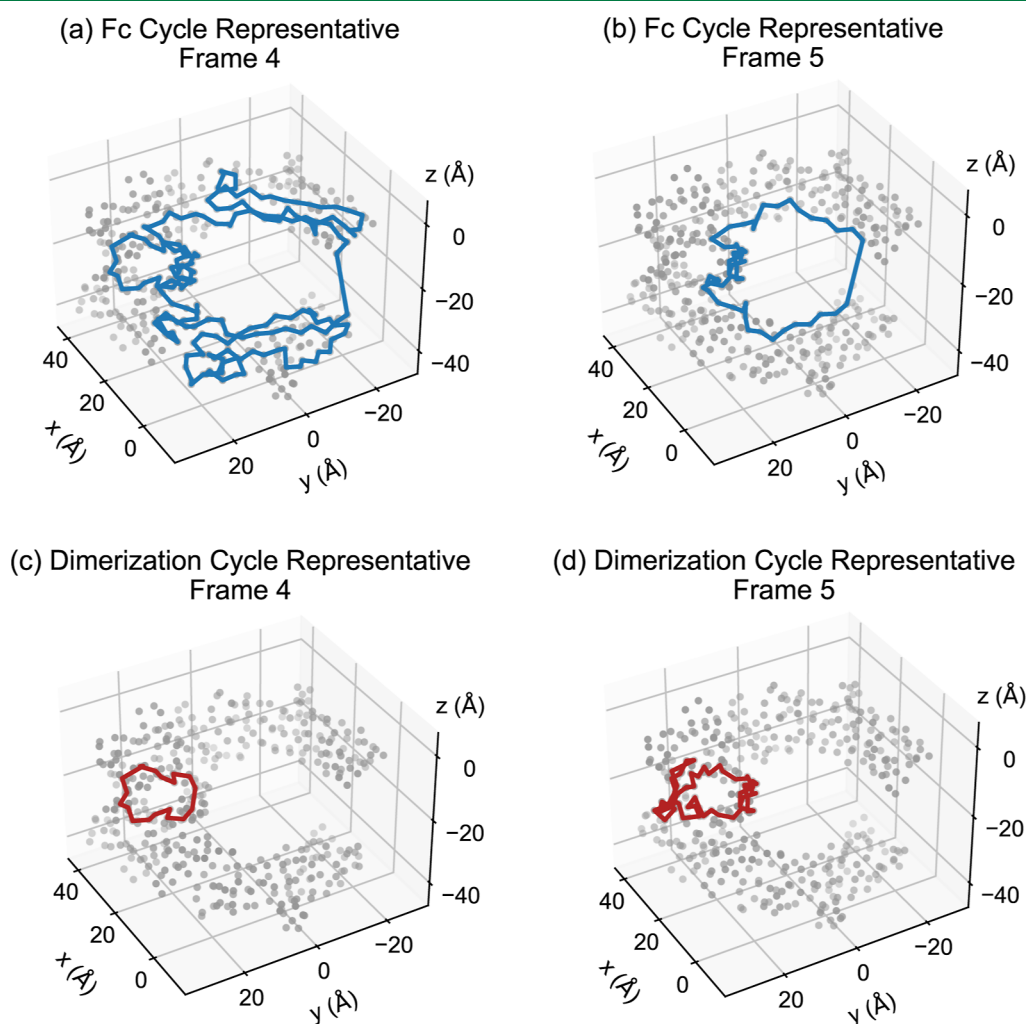 (a) Fc Cycle Representative
Frame 4
z (Å)
0
−20
−40
40
20
0
x (Å)
20
0
−20
y (Å)
(b) Fc Cycle Representative
Frame 5
z (Å)
0
−20
−40
40
20
0
x (Å)
20
0
−20
y (Å)
(c) Dimerization Cycle Representative
Frame 4
z (Å)
0
−20
−40
40
20
0
x (Å)
20
0
−20
y (Å)
(d) Dimerization Cycle Representative
Frame 5
z (Å)
0
−20
−40
40
20
0
x (Å)
20
0
−20
y (Å)